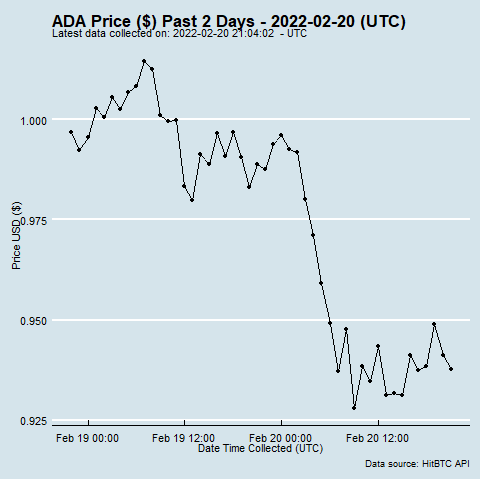 ADA Price ($) Past 2 Days - 2022-02-20 (UTC)
Latest data collected on: 2022-02-20 21:04:02 - UTC
1.000
0.975
Price USD ($)
0.950
0.925
Feb 19 00:00 Feb 19 12:00 Feb 20 00:00 Feb 20 12:00
Date Time Collected (UTC)
Data source: HitBTC API